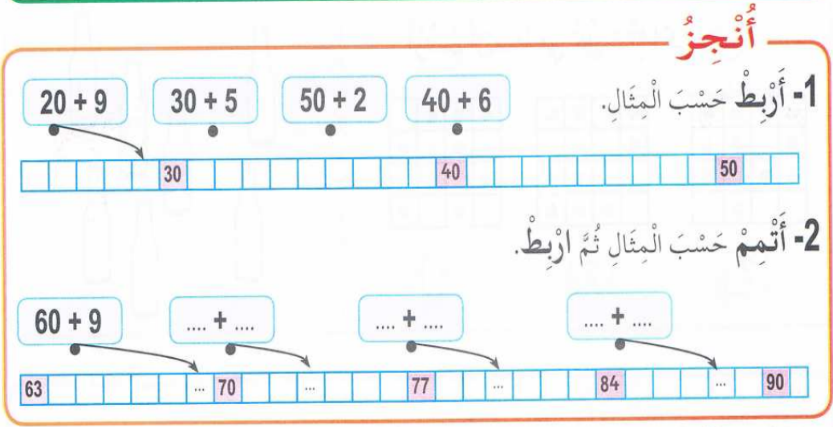 أُنْجِزُ
1- أَرْبِطْ حَسْبَ الْمِثَالِ.
20 + 9 30 + 5 50 + 2 40 + 6
30 40 50
2- أَتْمِمْ حَسْبَ الْمِثَالِ ثُمَّ ارْبِطْ.
60 + 9 .... + .... .... + .... .... + ....
63 ... 70 ... 77 ... 84 ... 90